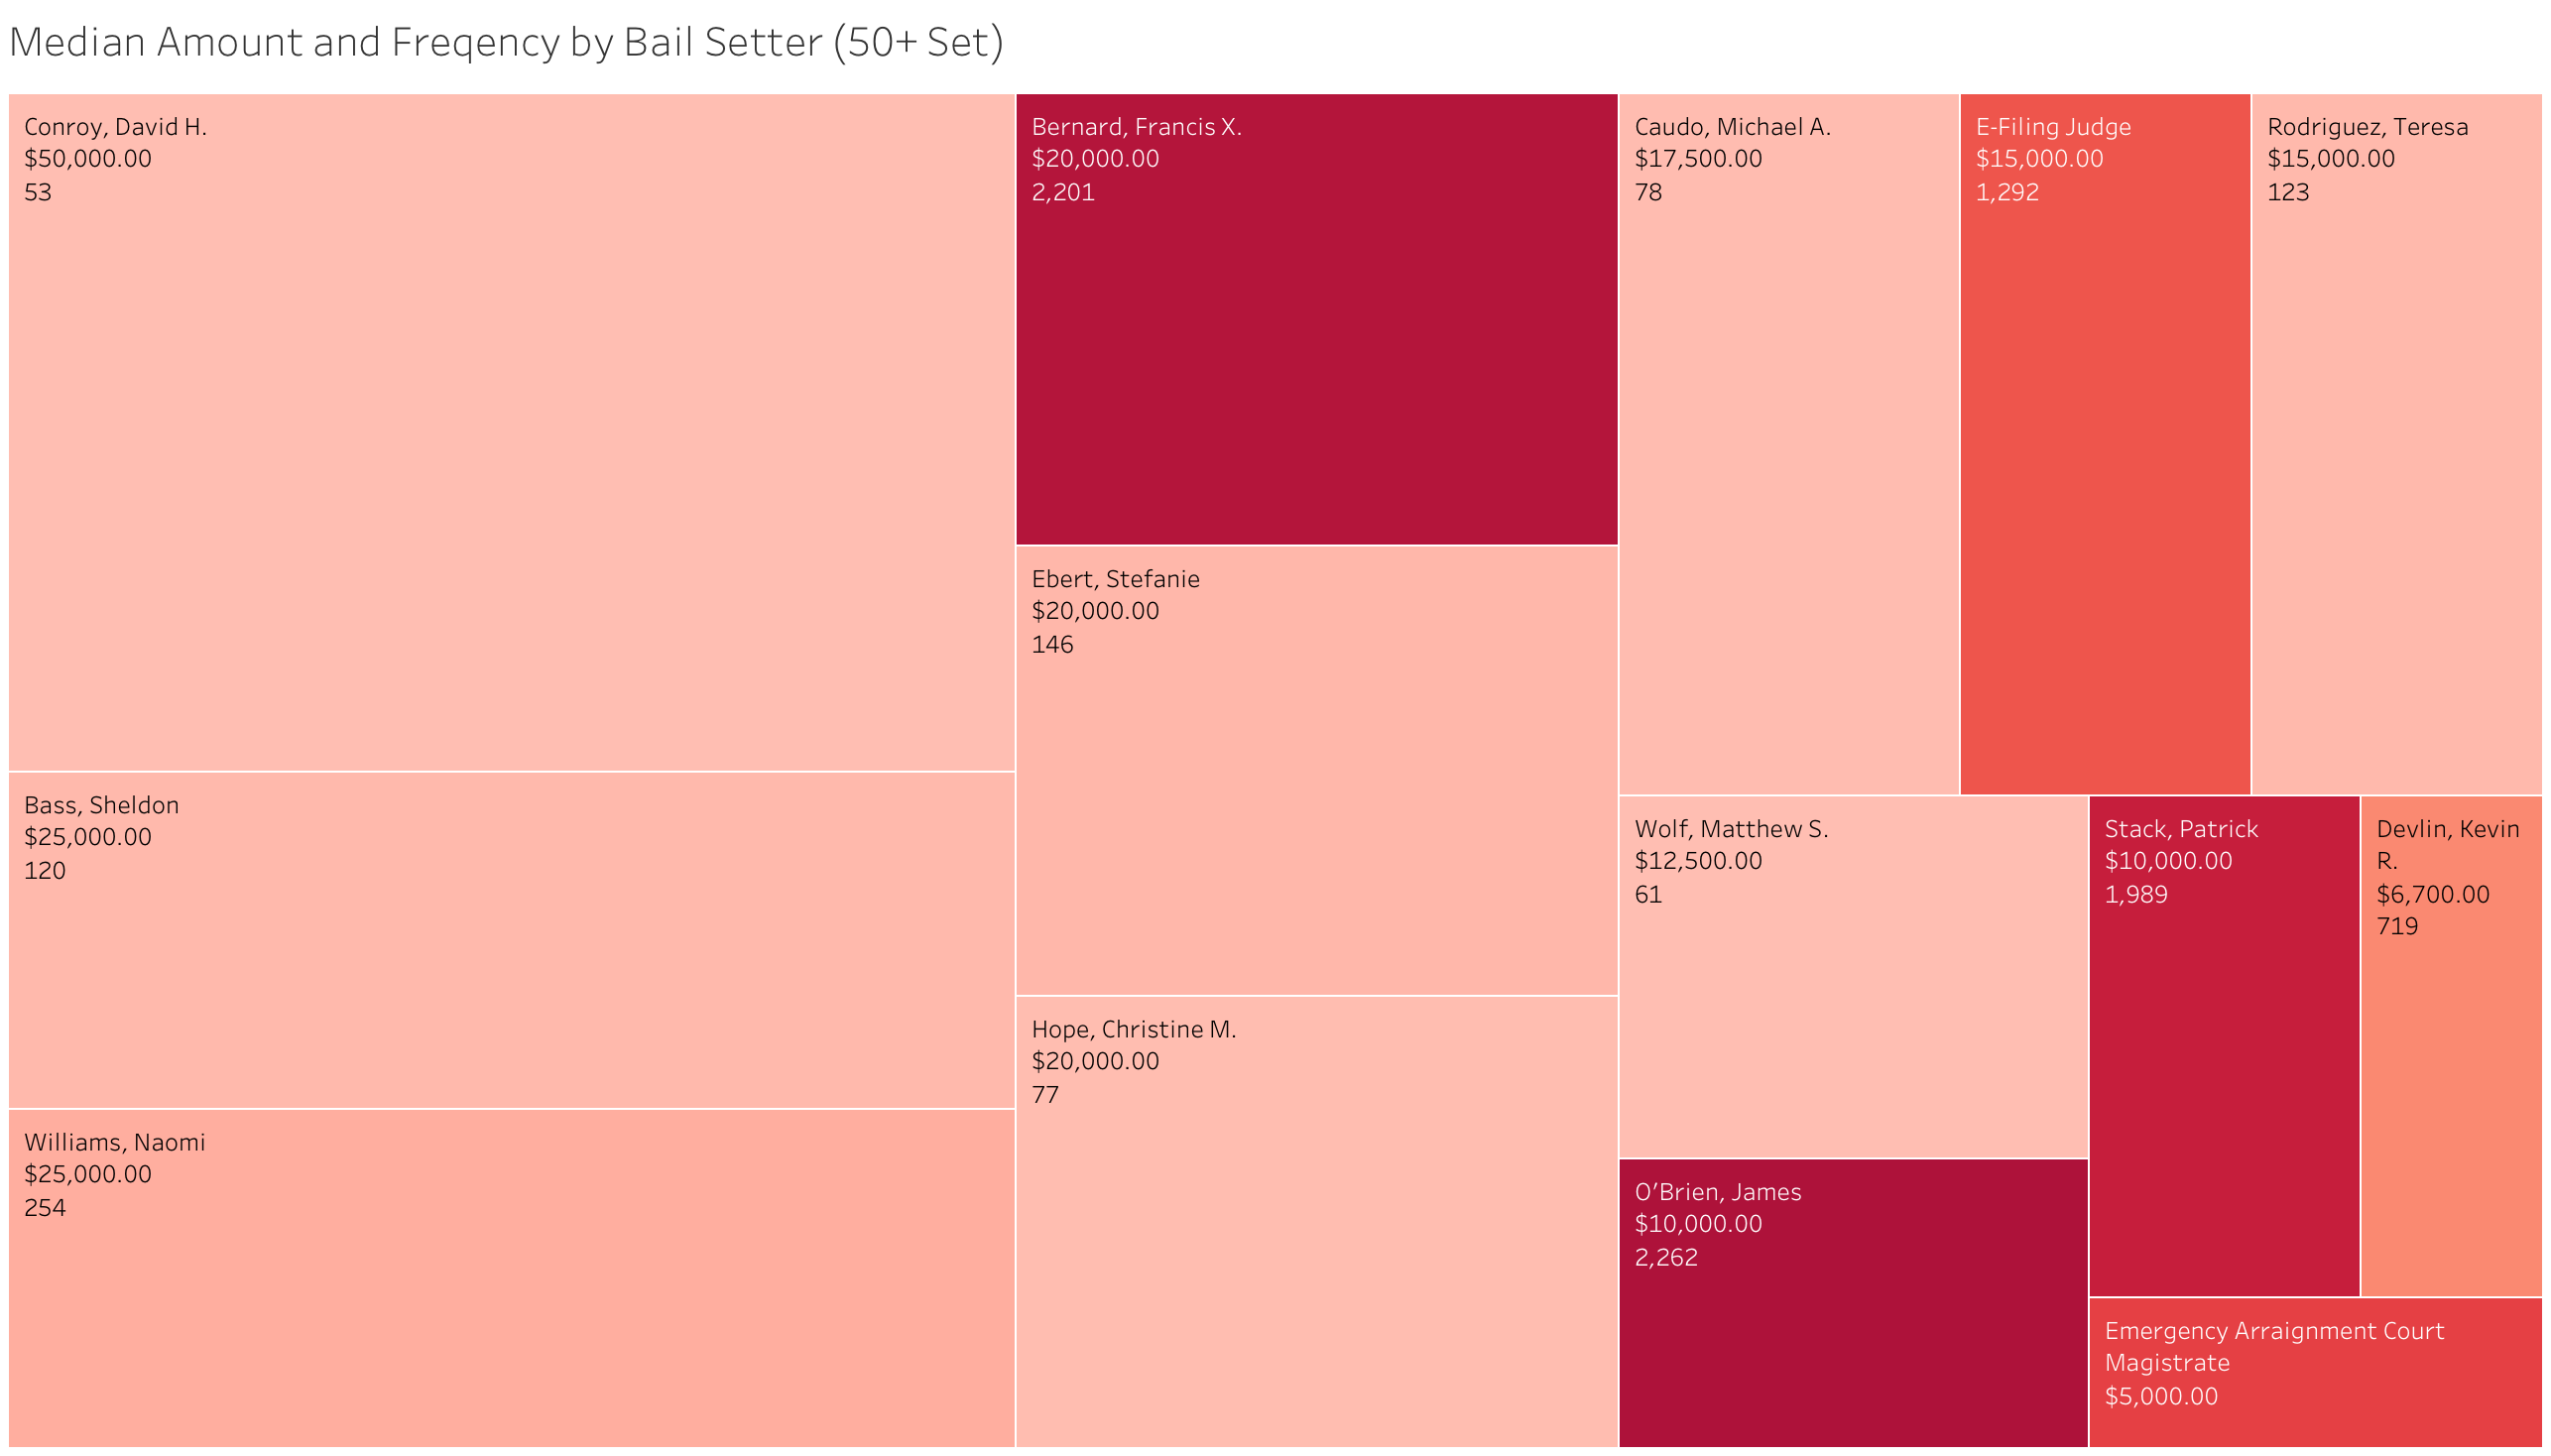 Median Amount and Freqency by Bail Setter (50+ Set)
Conroy, David H.
$50,000.00
53
Bass, Sheldon
$25,000.00
120
Williams, Naomi
$25,000.00
254
Bernard, Francis X.
$20,000.00
2,201
Ebert, Stefanie
$20,000.00
146
Hope, Christine M.
$20,000.00
77
Caudo, Michael A.
$17,500.00
78
E-Filing Judge
$15,000.00
1,292
Rodriguez, Teresa
$15,000.00
123
Wolf, Matthew S.
$12,500.00
61
O’Brien, James
$10,000.00
2,262
Stack, Patrick
$10,000.00
1,989
Devlin, Kevin
R.
$6,700.00
719
Emergency Arraignment Court
Magistrate
$5,000.00